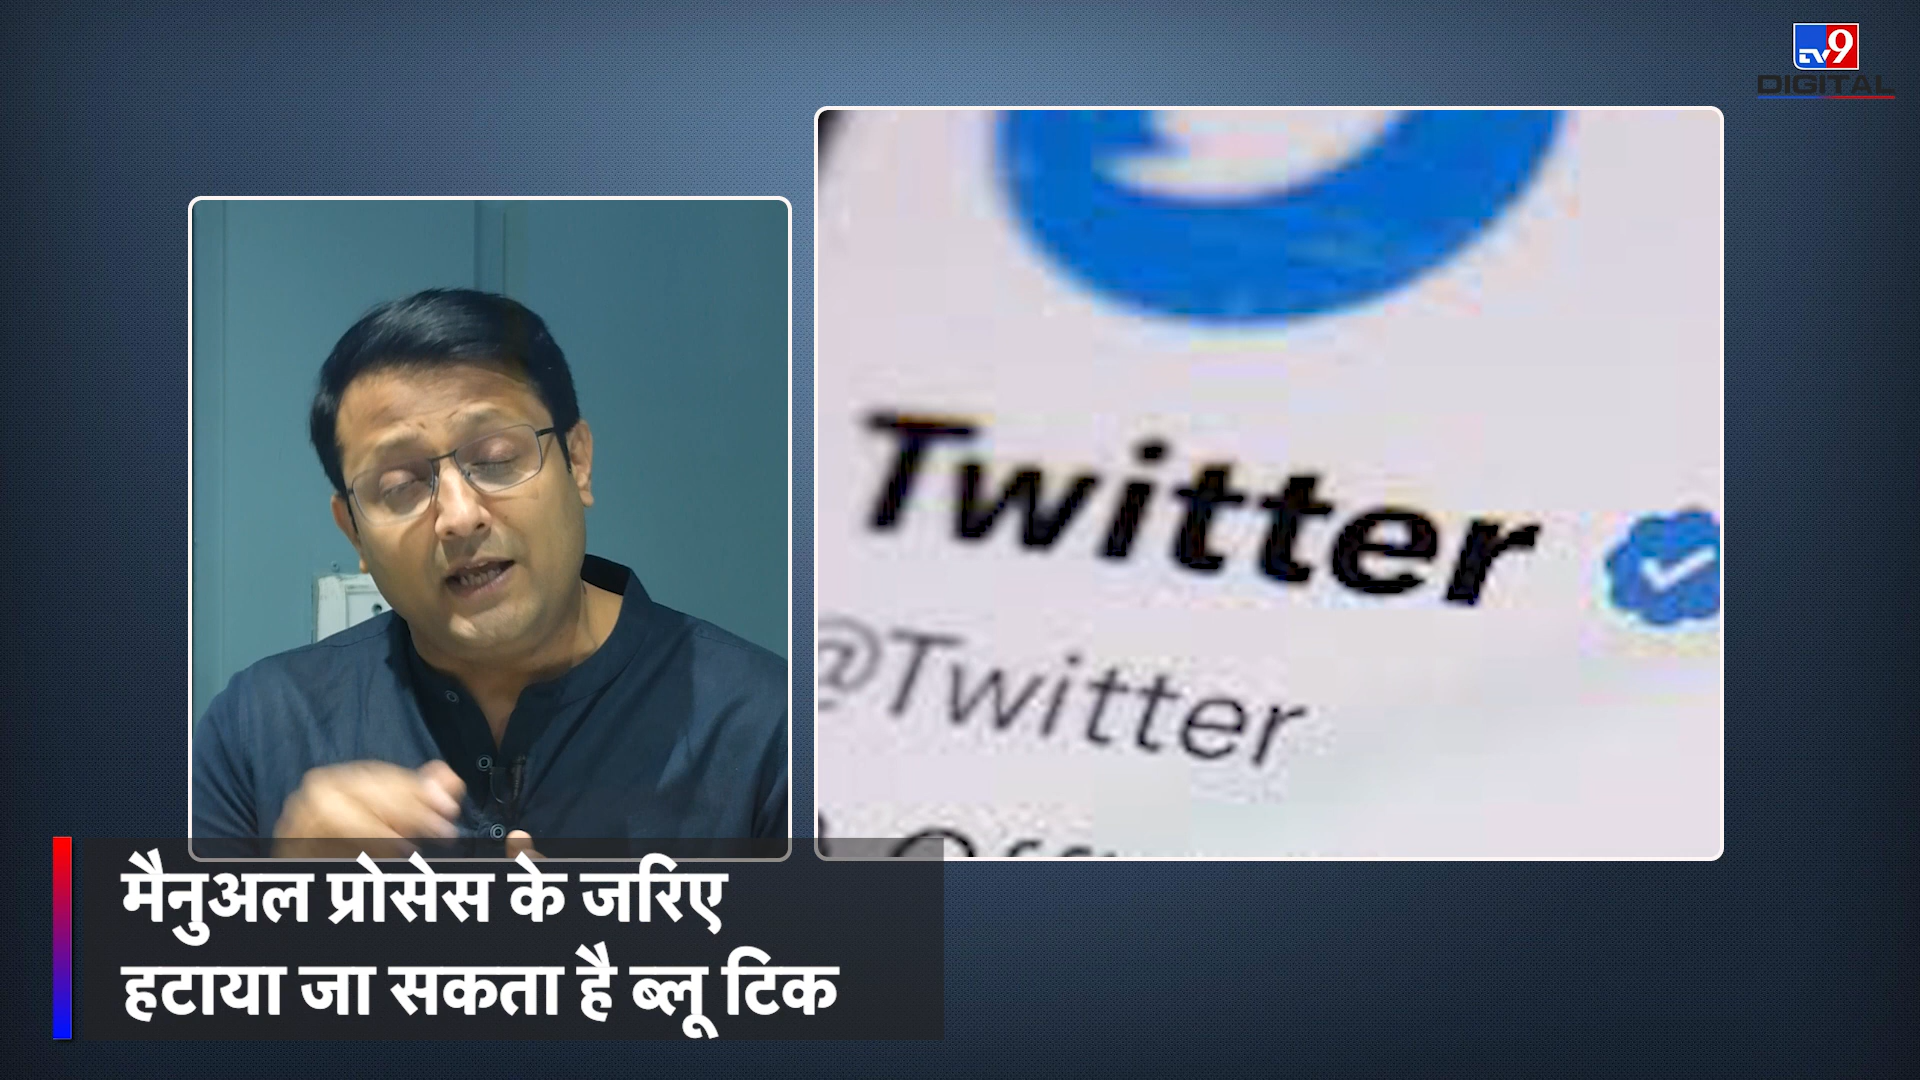 TV9
DIGITAL
Twitter
@Twitter
मैनुअल प्रोसेस के जरिए
हटाया जा सकता है ब्लू टिक